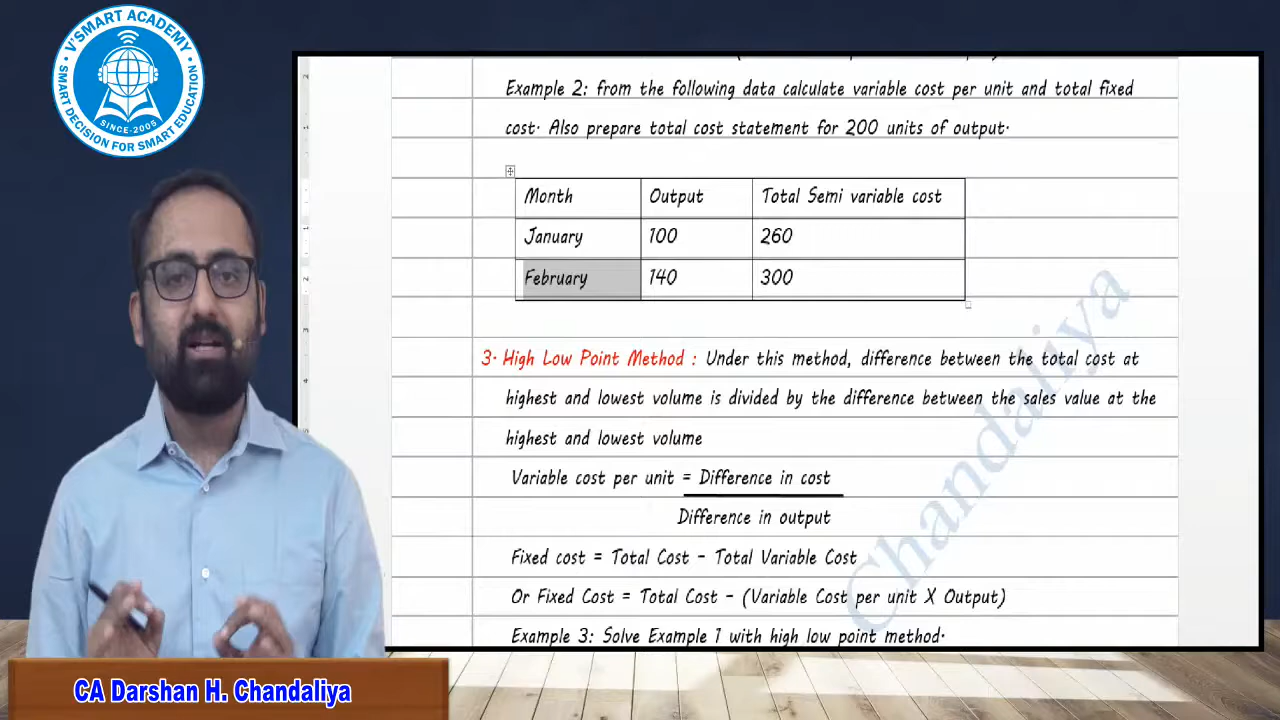 V'SMART ACADEMY
SINCE-2005
SMART DECISION FOR SMART EDUCATION
Example 2: from the following data calculate variable cost per unit and total fixed
cost. Also prepare total cost statement for 200 units of output.
Month Output Total Semi variable cost
January 100 260
February 140 300
3. High Low Point Method : Under this method, difference between the total cost at
highest and lowest volume is divided by the difference between the sales value at the
highest and lowest volume
Variable cost per unit = Difference in cost
Difference in output
Fixed cost = Total Cost - Total Variable Cost
Or Fixed Cost = Total Cost - (Variable Cost per unit X Output)
Example 3: Solve Example 1 with high low point method.
Chandaliya
CA Darshan H. Chandaliya